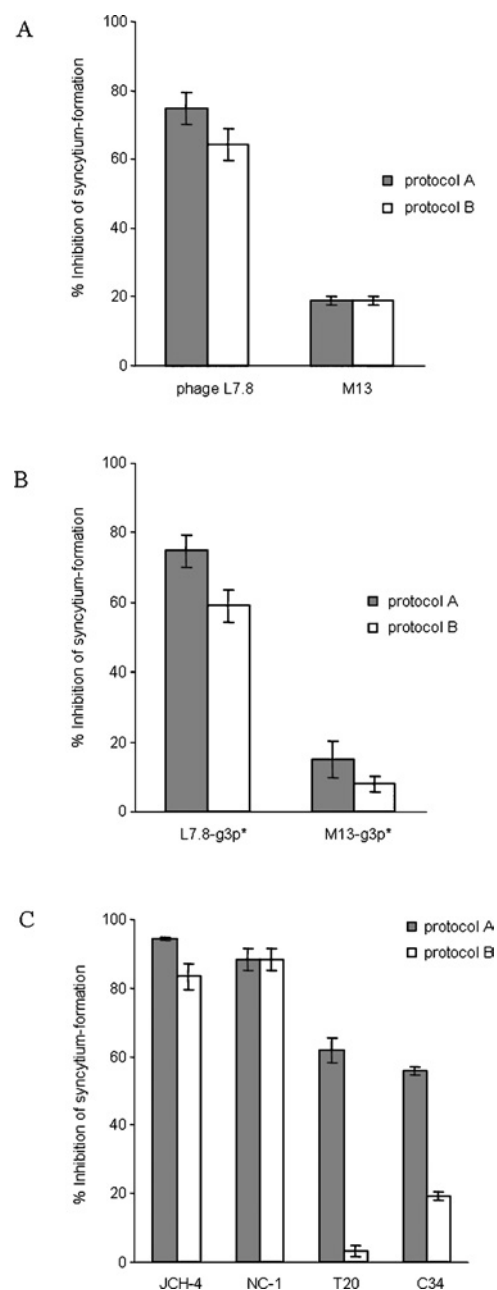 A
% Inhibition of syncytium-formation
100
80
60
40
20
0
protocol A
protocol B
phage L7.8
M13
B
% Inhibition of syncytium-formation
100
80
60
40
20
0
protocol A
protocol B
L7.8-g3p*
M13-g3p*
C
% Inhibition of syncytium-formation
100
80
60
40
20
0
protocol A
protocol B
JCH-4
NC-1
T20
C34